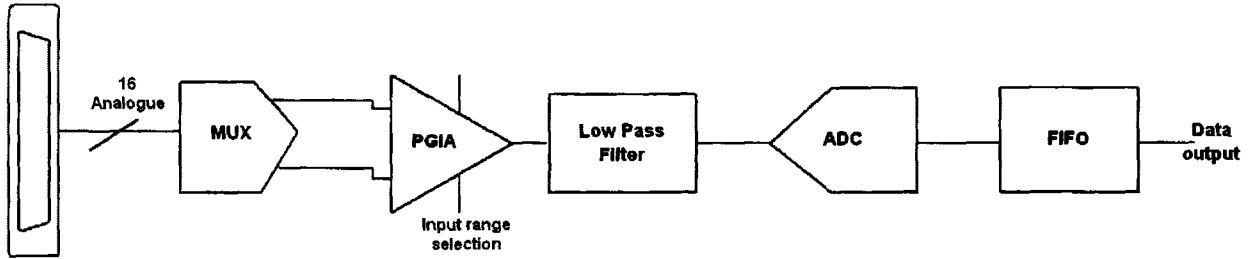 16
Analogue
MUX
PGIA
Input range
selection
Low Pass
Filter
ADC
FIFO
Data
output